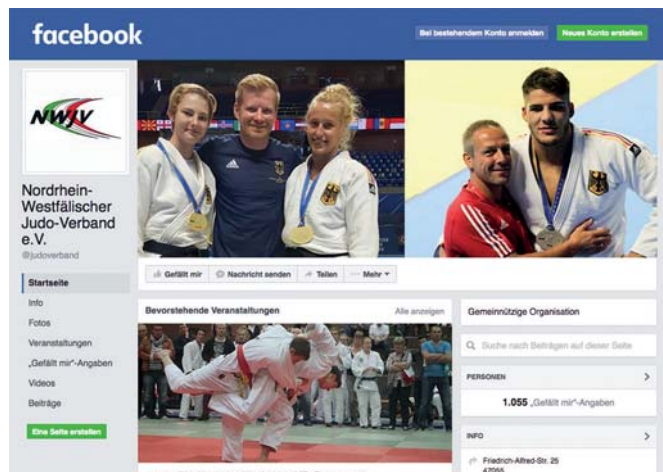 facebook
Bei bestehendem Konto anmelden
Neues Konto erstellen
NWJV
Nordrhein-
Westfälischer
Judo-Verband
e.V.
@judoverband
Startseite
Info
Fotos
Veranstaltungen
„Gefällt mir"-Angaben
Videos
Beiträge
Eine Seite erstellen
Gefällt mir
Nachricht senden
Teilen
Mehr
Bevorstehende Veranstaltungen
Alle anzeigen
Gemeinnützige Organisation
Suche nach Beiträgen auf dieser Seite
PERSONEN
1.055 „Gefällt mir"-Angaben
INFO
Friedrich-Alfred-Str. 25
47055